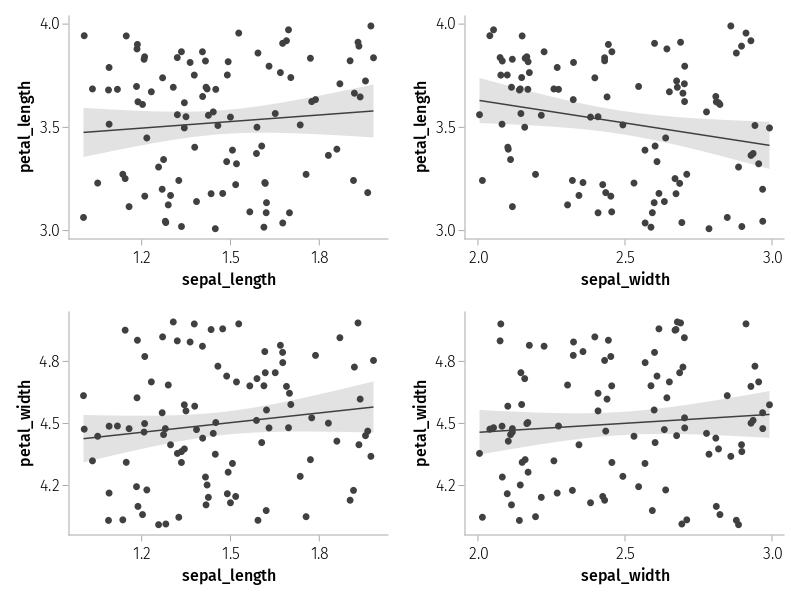 petal_length
4.0
3.5
3.0
1.2 1.5 1.8
sepal_length
petal_length
4.0
3.5
3.0
2.0 2.5 3.0
sepal_width
petal_width
4.8
4.5
4.2
1.2 1.5 1.8
sepal_length
petal_width
4.8
4.5
4.2
2.0 2.5 3.0
sepal_width